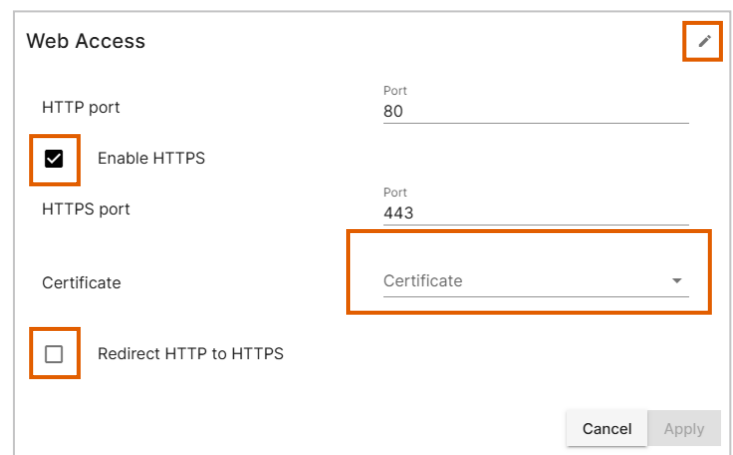 Web Access
HTTP port
Port
80
Enable HTTPS
HTTPS port
Port
443
Certificate
Certificate
Redirect HTTP to HTTPS
Cancel
Apply